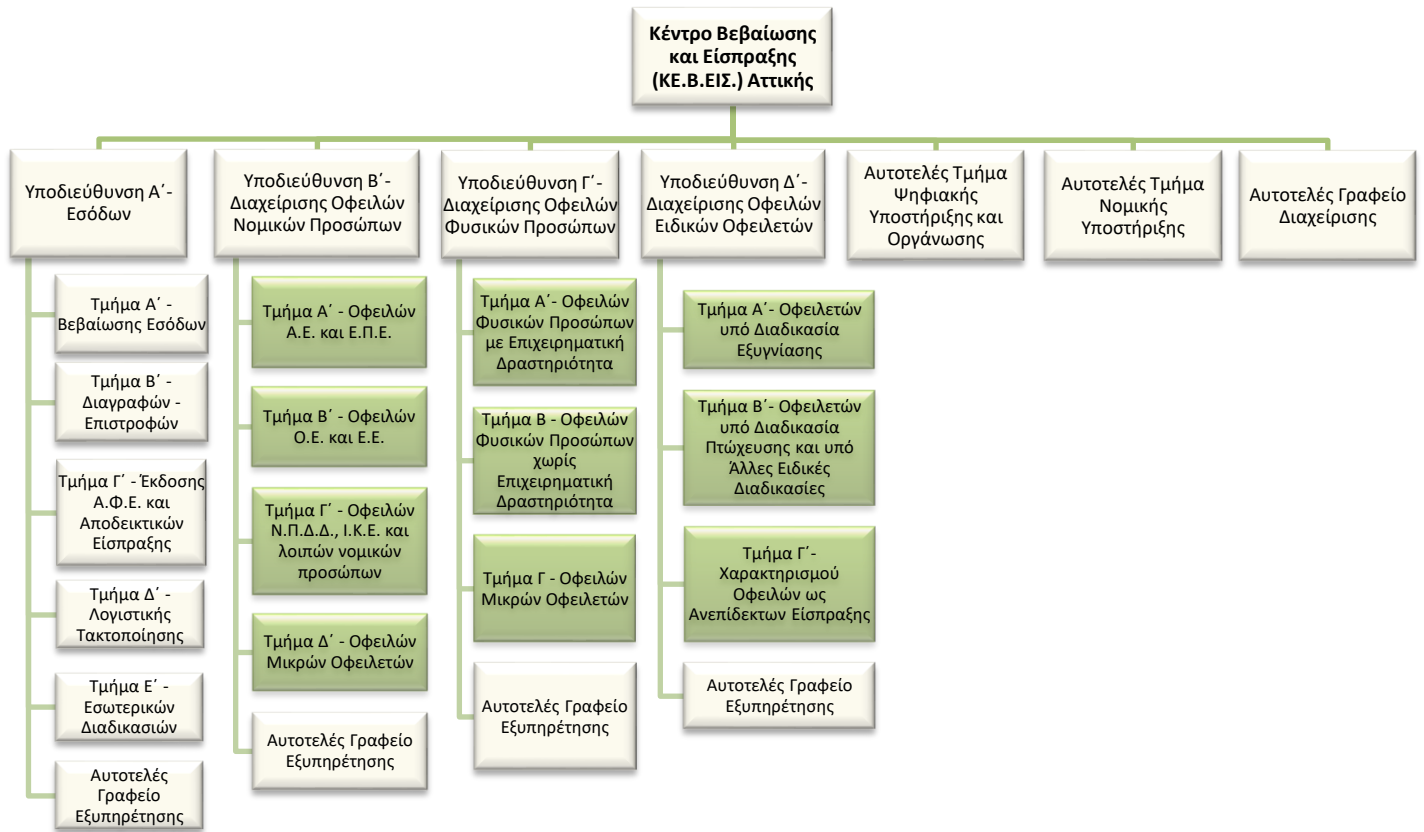 Κέντρο Βεβαίωσης
και Είσπραξης
(ΚΕ.Β.ΕΙΣ.) Αττικής
Υποδιεύθυνση Α΄-
Εσόδων
Τμήμα Α΄ -
Βεβαίωσης Εσόδων
Τμήμα Β΄ -
Διαγραφών -
Επιστροφών
Τμήμα Γ΄ - Έκδοσης
Α.Φ.Ε. και
Αποδεικτικών
Είσπραξης
Τμήμα Δ΄ -
Λογιστικής
Τακτοποίησης
Τμήμα Ε΄ -
Εσωτερικών
Διαδικασιών
Αυτοτελές
Γραφείο
Εξυπηρέτησης
Υποδιεύθυνση Β΄-
Διαχείρισης Οφειλών
Νομικών Προσώπων
Τμήμα Α΄ - Οφειλών
Α.Ε. και Ε.Π.Ε.
Τμήμα Β΄ - Οφειλών
Ο.Ε. και Ε.Ε.
Τμήμα Γ΄ - Οφειλών
Ν.Π.Δ.Δ., Ι.Κ.Ε. και
λοιπών νομικών
προσώπων
Τμήμα Δ΄ - Οφειλών
Μικρών Οφειλετών
Αυτοτελές Γραφείο
Εξυπηρέτησης
Υποδιεύθυνση Γ΄-
Διαχείρισης Οφειλών
Φυσικών Προσώπων
Τμήμα Α΄- Οφειλών
Φυσικών Προσώπων
με Επιχειρηματική
Δραστηριότητα
Τμήμα Β - Οφειλών
Φυσικών Προσώπων
χωρίς
Επιχειρηματική
Δραστηριότητα
Τμήμα Γ - Οφειλών
Μικρών Οφειλετών
Αυτοτελές Γραφείο
Εξυπηρέτησης
Υποδιεύθυνση Δ΄-
Διαχείρισης Οφειλών
Ειδικών Οφειλετών
Τμήμα Α΄- Οφειλετών
υπό Διαδικασία
Εξυγνίασης
Τμήμα Β΄- Οφειλετών
υπό Διαδικασία
Πτώχευσης και υπό
Άλλες Ειδικές
Διαδικασίες
Τμήμα Γ΄-
Χαρακτηρισμού
Οφειλών ως
Ανεπίδεκτων Είσπραξης
Αυτοτελές Γραφείο
Εξυπηρέτησης
Αυτοτελές Τμήμα
Ψηφιακής
Υποστήριξης και
Οργάνωσης
Αυτοτελές Τμήμα
Νομικής
Υποστήριξης
Αυτοτελές Γραφείο
Διαχείρισης